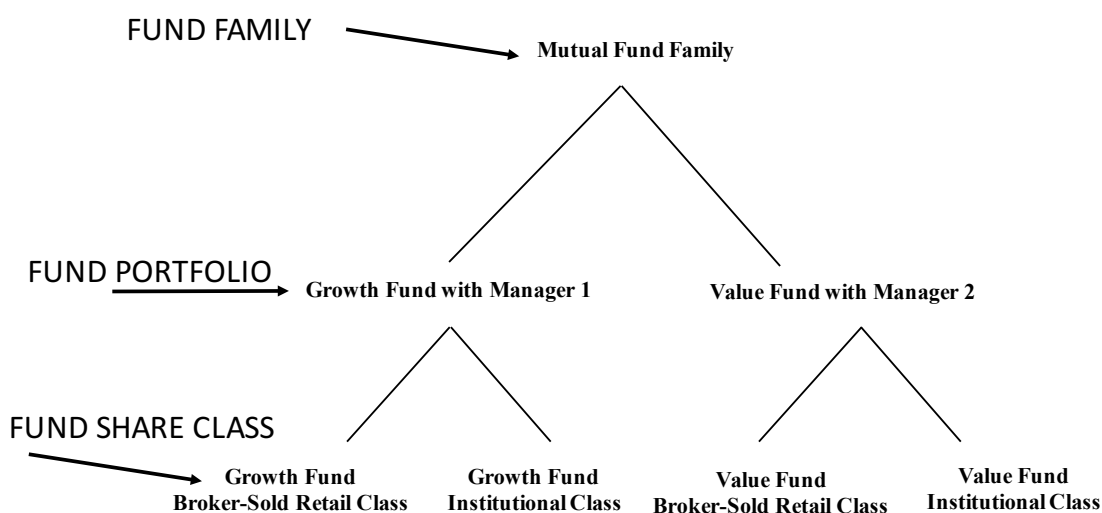 FUND FAMILY
Mutual Fund Family
FUND PORTFOLIO
Growth Fund with Manager 1
Value Fund with Manager 2
FUND SHARE CLASS
Growth Fund
Broker-Sold Retail Class
Growth Fund
Institutional Class
Value Fund
Broker-Sold Retail Class
Value Fund
Institutional Class